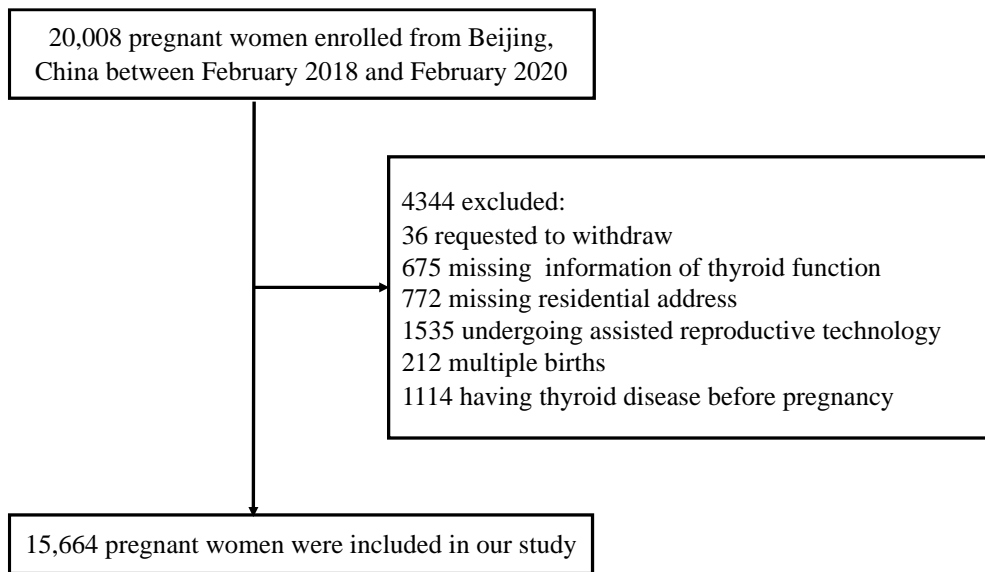 20,008 pregnant women enrolled from Beijing,
China between February 2018 and February 2020
4344 excluded:
36 requested to withdraw
675 missing  information of thyroid function
772 missing residential address
1535 undergoing assisted reproductive technology
212 multiple births
1114 having thyroid disease before pregnancy
15,664 pregnant women were included in our study